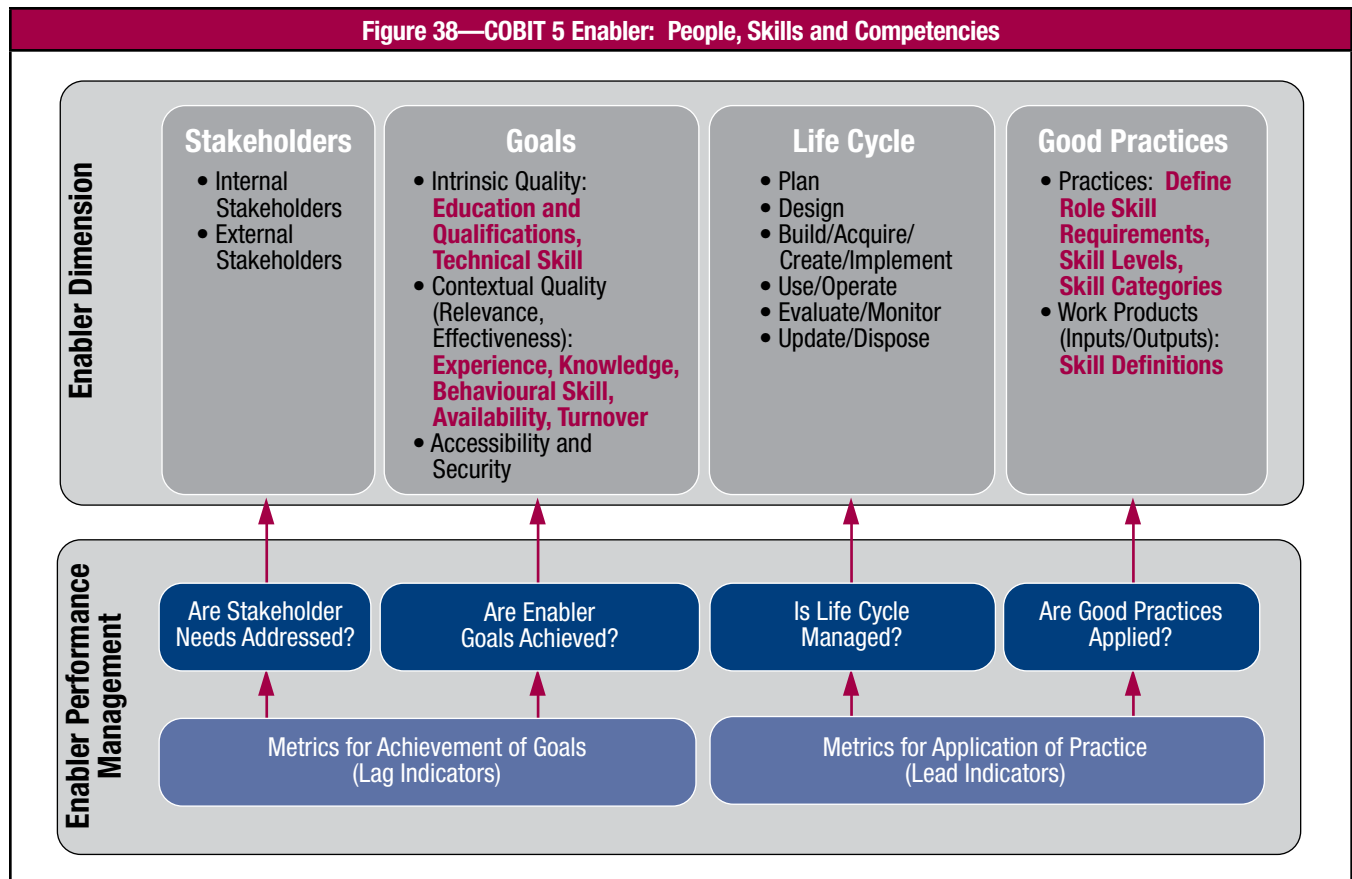 Figure 38—COBIT 5 Enabler: People, Skills and Competencies
Enabler Dimension
Stakeholders
• Internal
Stakeholders
• External
Stakeholders
Goals
• Intrinsic Quality:
Education and
Qualifications,
Technical Skill
• Contextual Quality
(Relevance,
Effectiveness):
Experience, Knowledge,
Behavioural Skill,
Availability, Turnover
• Accessibility and
Security
Life Cycle
• Plan
• Design
• Build/Acquire/
Create/Implement
• Use/Operate
• Evaluate/Monitor
• Update/Dispose
Good Practices
• Practices: Define
Role Skill
Requirements,
Skill Levels,
Skill Categories
• Work Products
(Inputs/Outputs):
Skill Definitions
Enabler Performance
Management
Are Stakeholder
Needs Addressed?
Are Enabler
Goals Achieved?
Is Life Cycle
Managed?
Are Good Practices
Applied?
Metrics for Achievement of Goals
(Lag Indicators)
Metrics for Application of Practice
(Lead Indicators)